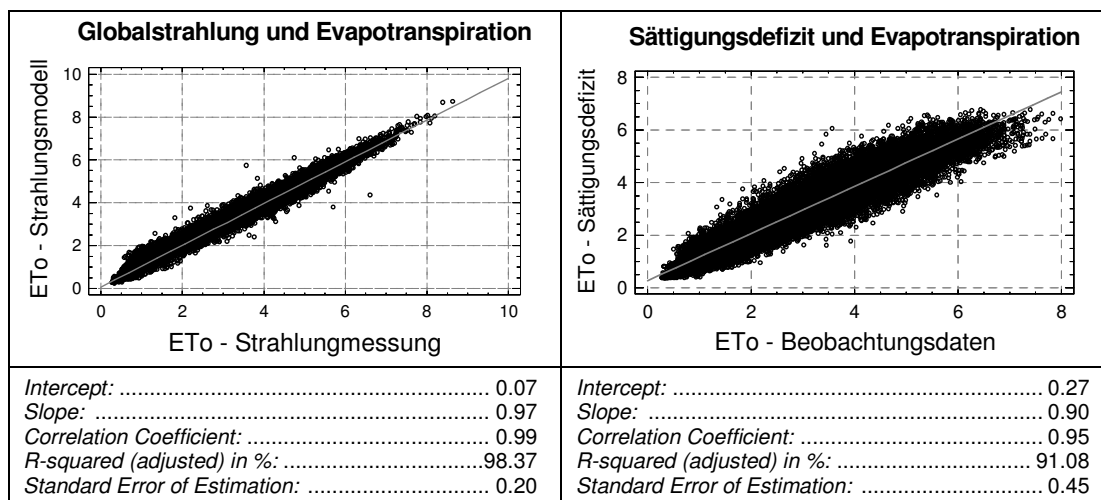 Globalstrahlung und Evapotranspiration
ETo - Strahlungsmodell
10
8
6
4
2
0
0 2 4 6 8 10
ETo - Strahlungmessung
Intercept: ........................................................ 0.07
Slope: ............................................................ 0.97
Correlation Coefficient: ................................... 0.99
R-squared (adjusted) in %: .............................98.37
Standard Error of Estimation: .......................... 0.20
Sättigungsdefizit und Evapotranspiration
ETo - Sättigungsdefizit
8
6
4
2
0
0 2 4 6 8
ETo - Beobachtungsdaten
Intercept: ........................................................ 0.27
Slope: ............................................................ 0.90
Correlation Coefficient: ................................... 0.95
R-squared (adjusted) in %: ............................. 91.08
Standard Error of Estimation: .......................... 0.45